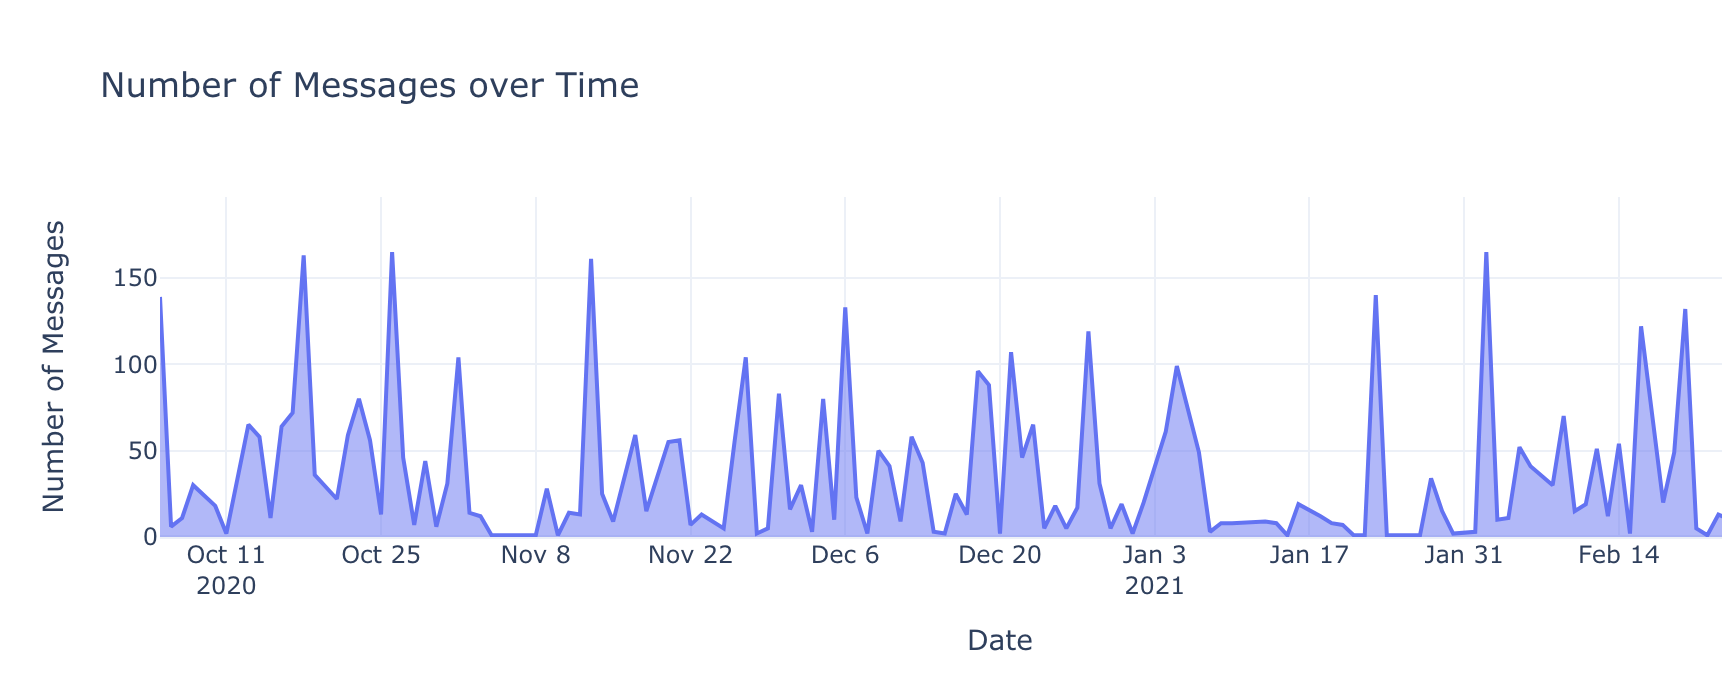 Number of Messages over Time
Number of Messages
150
100
50
0
Oct 11 Oct 25 Nov 8 Nov 22 Dec 6 Dec 20 Jan 3 Jan 17 Jan 31 Feb 14
2020 2021
Date